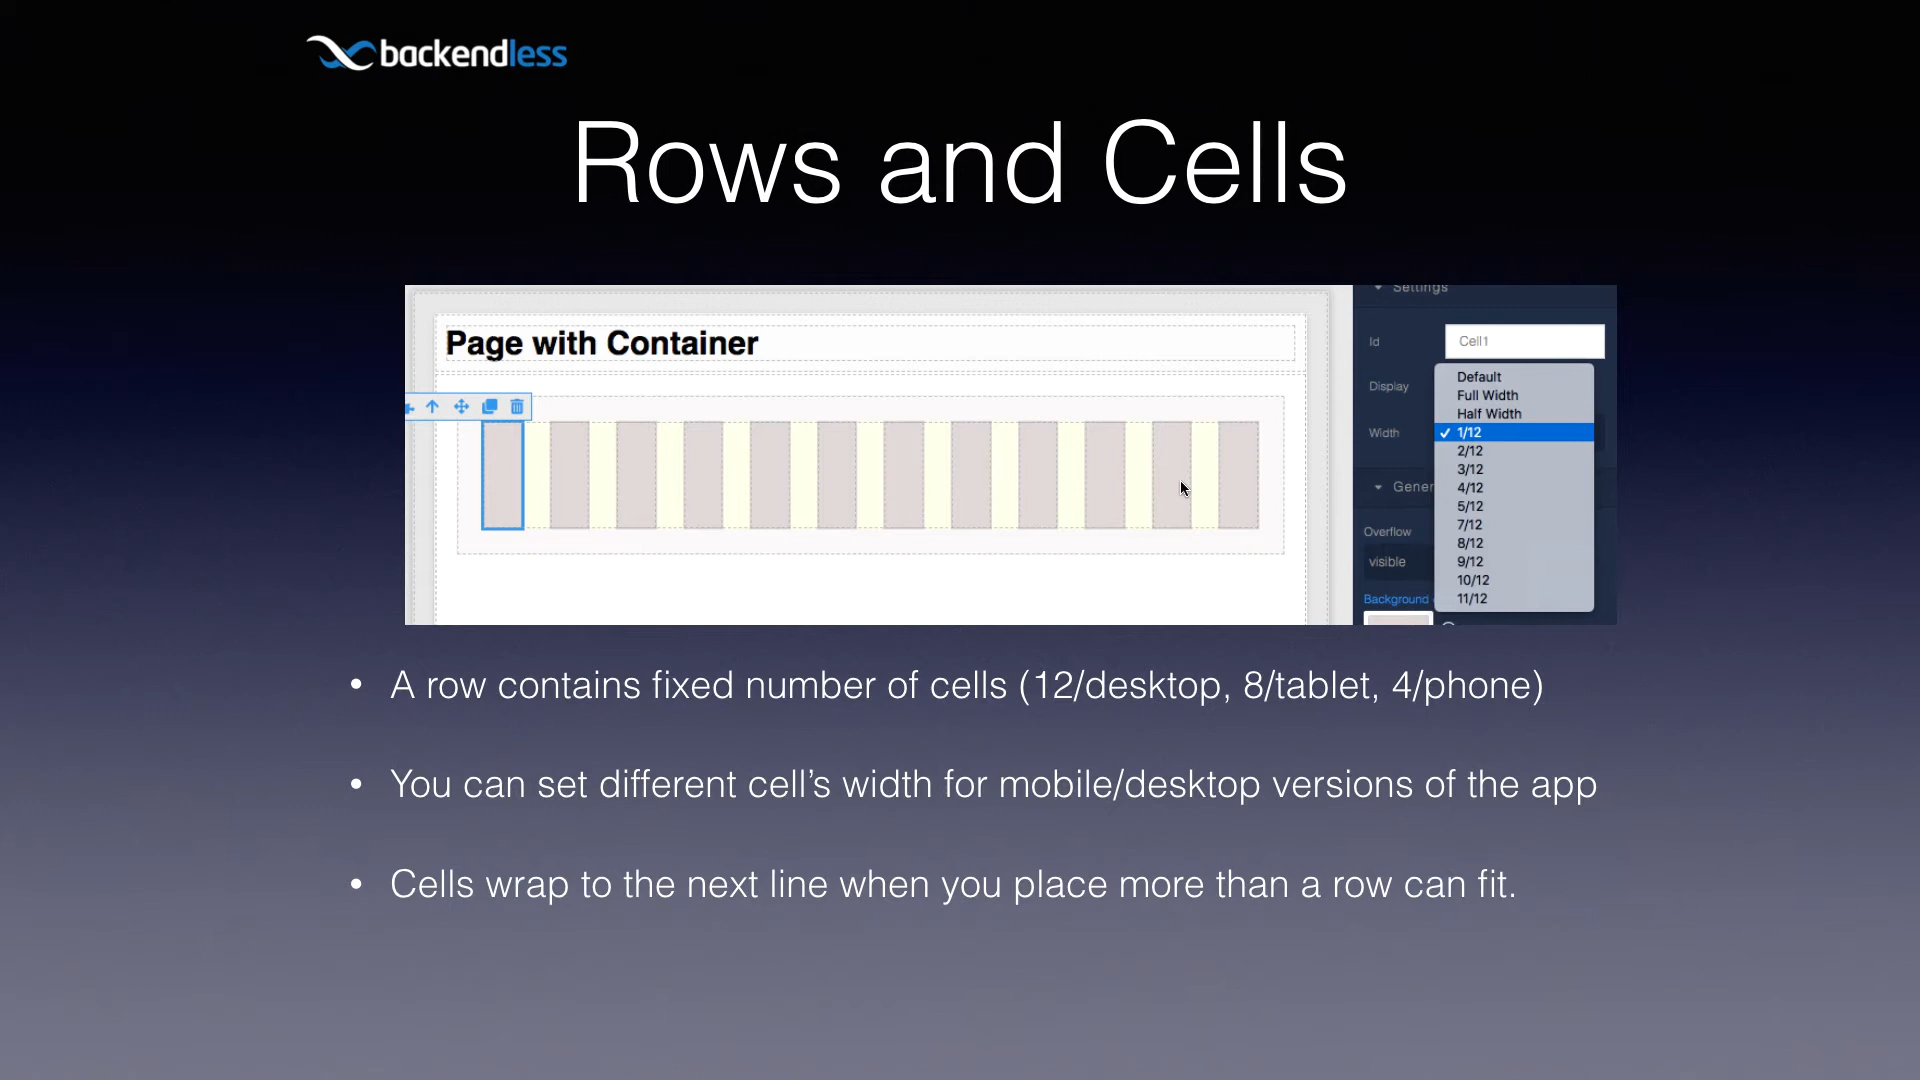 backendless
Rows and Cells
Settings
Page with Container
Id
Cell1
Display
Width
Default
Full Width
Half Width
✓ 1/12
2/12
3/12
4/12
5/12
7/12
8/12
9/12
10/12
11/12
Gener
Overflow
visible
Background
• A row contains fixed number of cells (12/desktop, 8/tablet, 4/phone)
• You can set different cell’s width for mobile/desktop versions of the app
• Cells wrap to the next line when you place more than a row can fit.